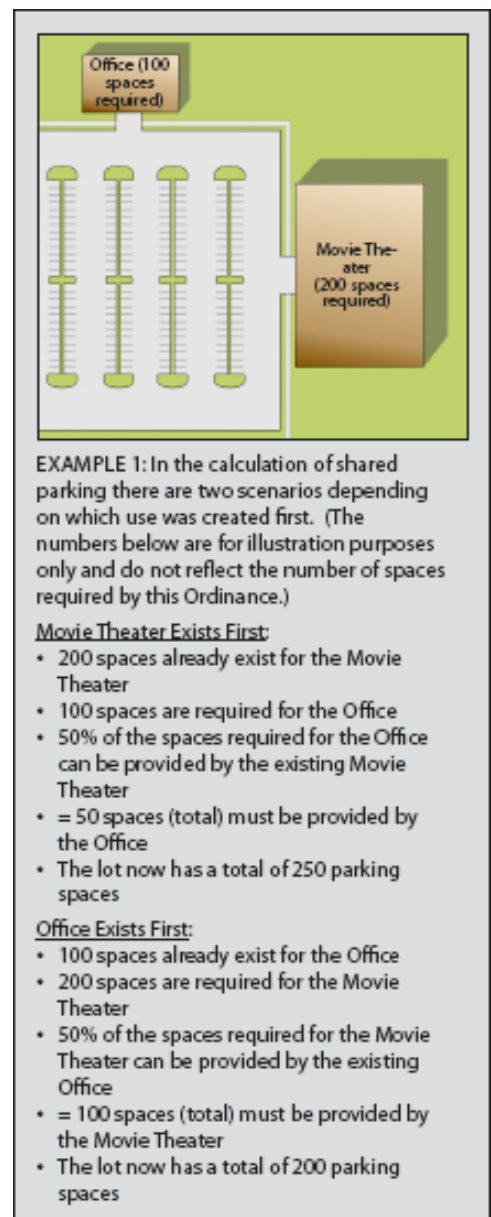 Office (100
spaces
required)
Movie The-
ater
(200 spaces
required)
EXAMPLE 1: In the calculation of shared
parking there are two scenarios depending
on which use was created first.  (The
numbers below are for illustration purposes
only and do not reflect the number of spaces
required by this Ordinance.)
Movie Theater Exists First:
• 200 spaces already exist for the Movie
Theater
• 100 spaces are required for the Office
• 50% of the spaces required for the Office
can be provided by the existing Movie
Theater
• = 50 spaces (total) must be provided by
the Office
• The lot now has a total of 250 parking
spaces
Office Exists First:
• 100 spaces already exist for the Office
• 200 spaces are required for the Movie
Theater
• 50% of the spaces required for the Movie
Theater can be provided by the existing
Office
• = 100 spaces (total) must be provided by
the Movie Theater
• The lot now has a total of 200 parking
spaces